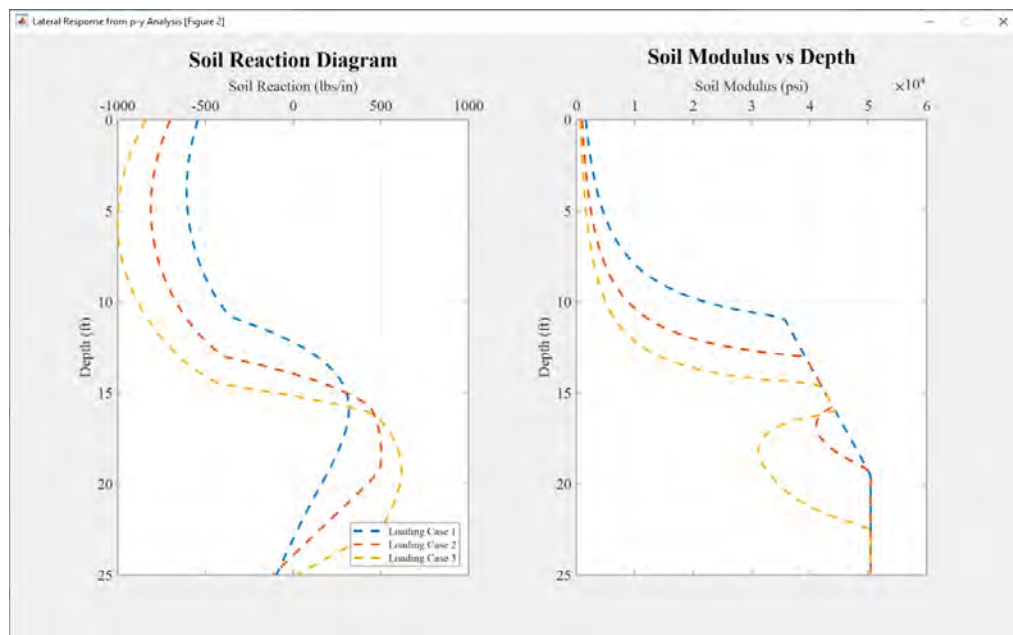 Lateral Response from p-y Analysis [Figure 2]
Soil Reaction Diagram
Soil Reaction (lbs/in)
-1000 -500 0 500 1000
0
5
10
15
20
25
Depth (ft)
Loading Case 1
Loading Case 2
Loading Case 3
Soil Modulus vs Depth
Soil Modulus (psi)
×10⁴
0 1 2 3 4 5 6
0
5
10
15
20
25
Depth (ft)